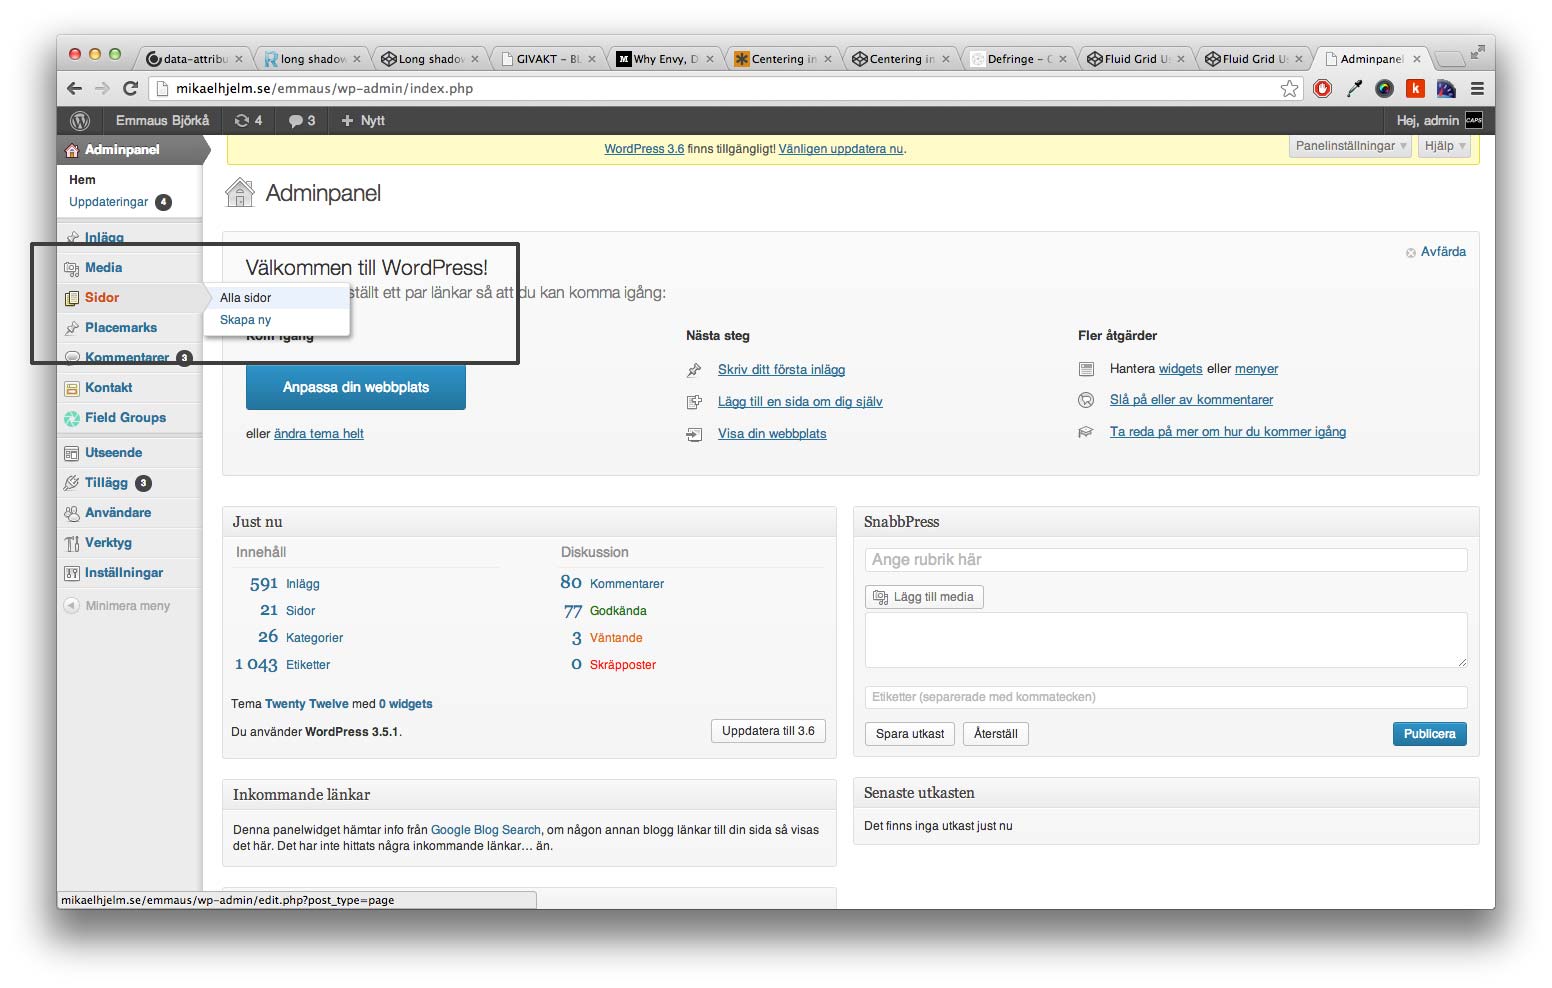 data-attribu
long shadow
Long shadow
GIVAKT – BL
Why Envy, D
Centering in
Centering in
Defringe – C
Fluid Grid Us
Fluid Grid Us
Adminpanel
mikaelhjelm.se/emmaus/wp-admin/index.php
Emmaus Björkå 4 3 + Nytt Hej, admin
Adminpanel
Hem
Uppdateringar 4
Inlägg
Media
Sidor
Alla sidor
Skapa ny
Placemarks
Kommentarer 3
Kontakt
Field Groups
Utseende
Tillägg 3
Användare
Verktyg
Inställningar
Minimera meny
WordPress 3.6 finns tillgängligt! Vänligen uppdatera nu.
Panelinställningar
Hjälp
Adminpanel
Avfärda
Välkommen till WordPress!
ställt ett par länkar så att du kan komma igång:
Kom igång
Anpassa din webbplats
eller ändra tema helt
Nästa steg
Skriv ditt första inlägg
Lägg till en sida om dig själv
Visa din webbplats
Fler åtgärder
Hantera widgets eller menyer
Slå på eller av kommentarer
Ta reda på mer om hur du kommer igång
Just nu
Innehåll
591 Inlägg
21 Sidor
26 Kategorier
1 043 Etiketter
Diskussion
80 Kommentarer
77 Godkända
3 Väntande
0 Skräpposter
Tema Twenty Twelve med 0 widgets
Du använder WordPress 3.5.1.
Uppdatera till 3.6
SnabbPress
Ange rubrik här
Lägg till media
Etiketter (separerade med kommatecken)
Spara utkast
Återställ
Publicera
Inkommande länkar
Denna panelwidget hämtar info från Google Blog Search, om någon annan blogg länkar till din sida så visas
det här. Det har inte hittats några inkommande länkar… än.
Senaste utkasten
Det finns inga utkast just nu
mikaelhjelm.se/emmaus/wp-admin/edit.php?post_type=page